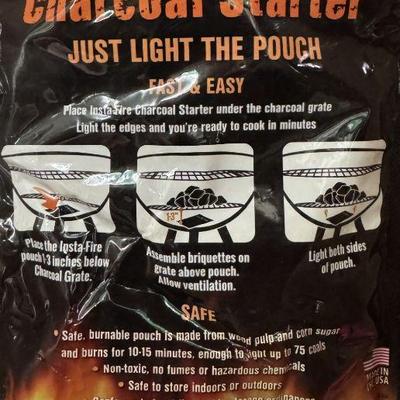 Charcoal Starter
JUST LIGHT THE POUCH
FAST & EASY
Place Insta-Fire Charcoal Starter under the charcoal grate
Light the edges and you're ready to cook in minutes
1-3"
Place the Insta-Fire
pouch 1-3 inches below
Charcoal Grate.
Assemble briquettes on
grate above pouch.
Allow ventilation.
Light both sides
of pouch.
SAFE
• Safe, burnable pouch is made from wood pulp and corn sugar
and burns for 10-15 minutes, enough to light up to 75 coals
• Non-toxic, no fumes or hazardous chemicals
• Safe to store indoors or outdoors
MADE IN
THE USA